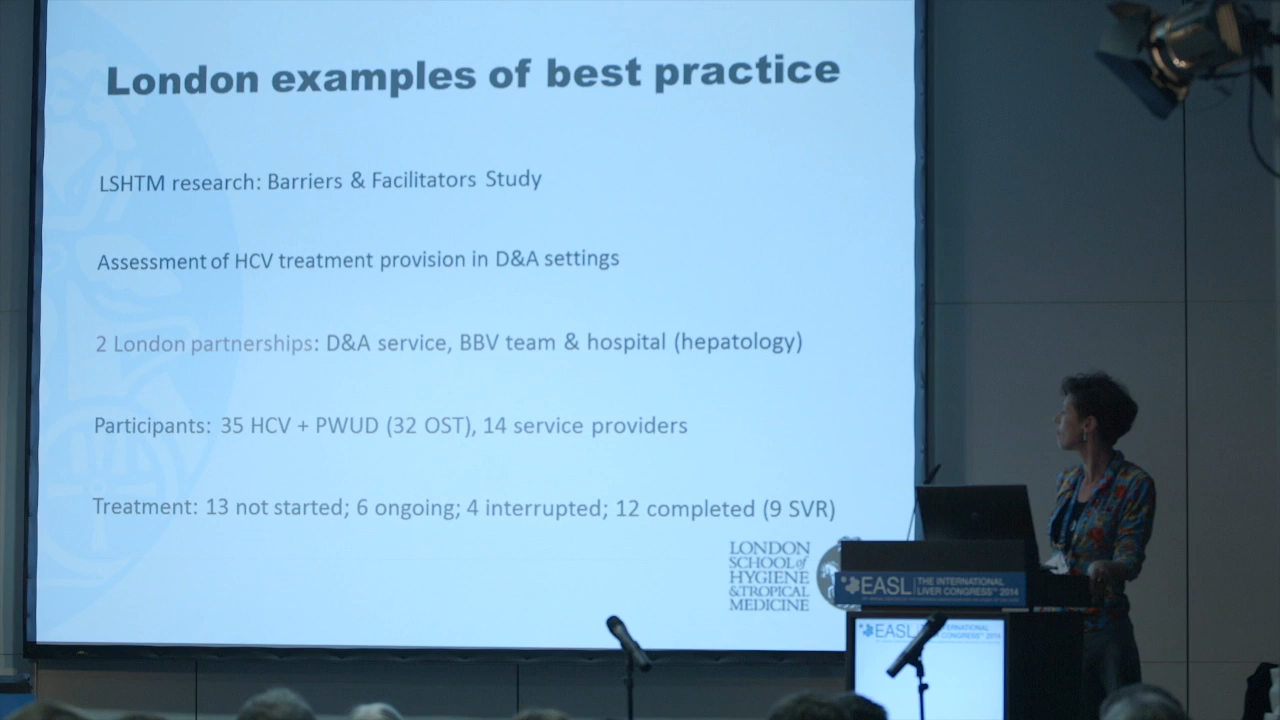 London examples of best practice
LSHTM research: Barriers & Facilitators Study
Assessment of HCV treatment provision in D&A settings
2 London partnerships: D&A service, BBV team & hospital (hepatology)
Participants: 35 HCV + PWUD (32 OST), 14 service providers
Treatment: 13 not started; 6 ongoing; 4 interrupted; 12 completed (9 SVR)
LONDON
SCHOOL of
HYGIENE
& TROPICAL
MEDICINE
EASL THE INTERNATIONAL
LIVER CONGRESS™ 2014
EASL